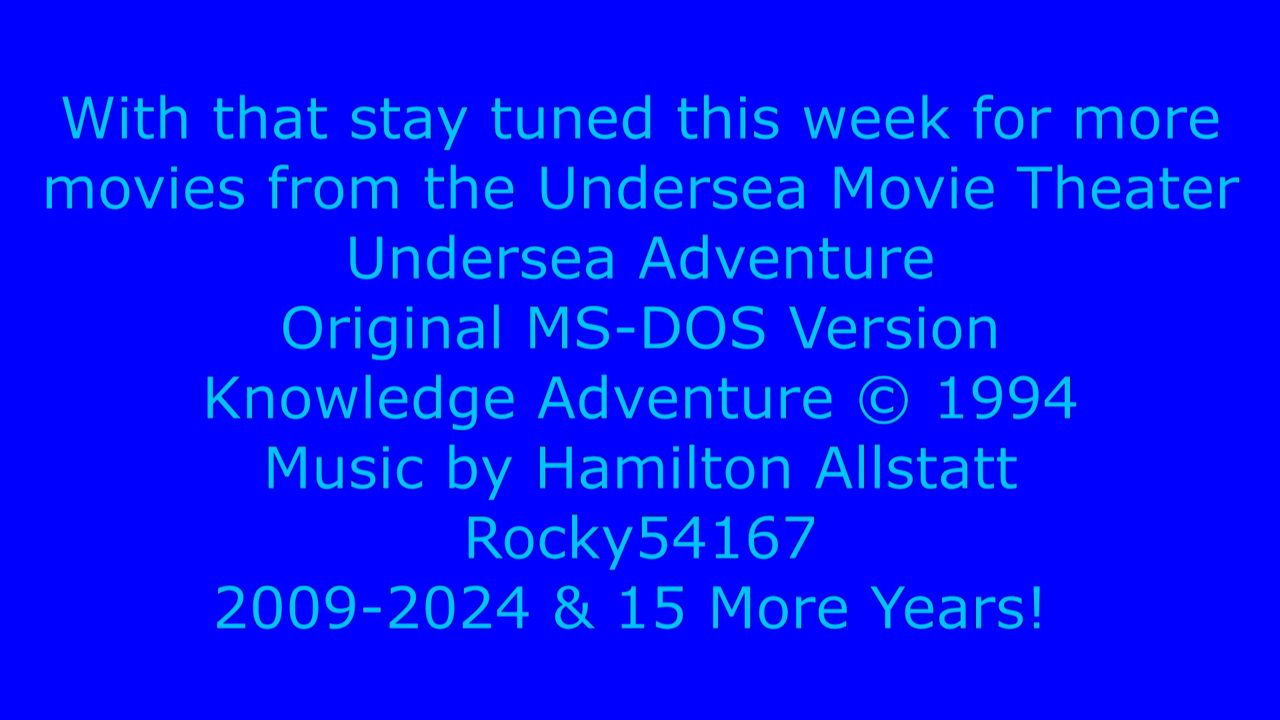 With that stay tuned this week for more
movies from the Undersea Movie Theater
Undersea Adventure
Original MS-DOS Version
Knowledge Adventure © 1994
Music by Hamilton Allstatt
Rocky54167
2009-2024 & 15 More Years!